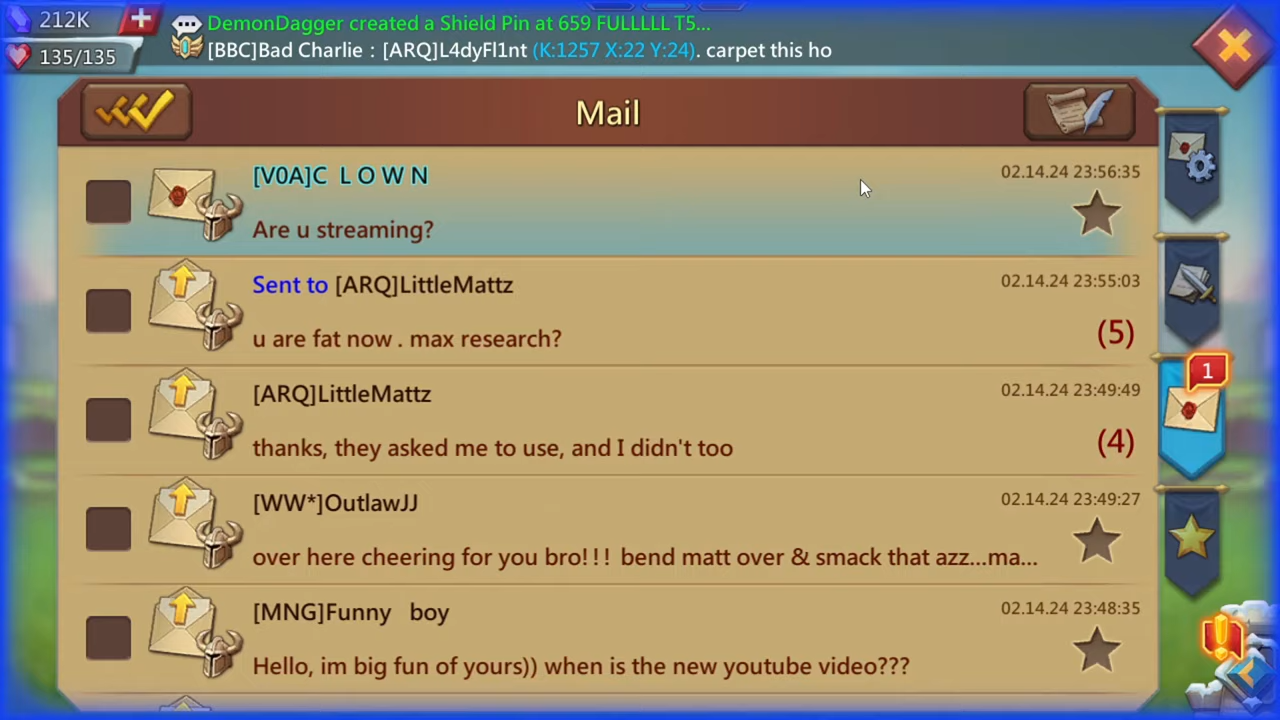 212K
DemonDagger created a Shield Pin at 659 FULLLLL T5...
135/135
[BBC]Bad Charlie : [ARQ]L4dyFl1nt (K:1257 X:22 Y:24). carpet this ho
Mail
[V0A]C L O W N
02.14.24 23:56:35
Are u streaming?
Sent to [ARQ]LittleMattz
02.14.24 23:55:03
u are fat now . max research?
(5)
1
[ARQ]LittleMattz
02.14.24 23:49:49
thanks, they asked me to use, and I didn't too
(4)
[WW*]OutlawJJ
02.14.24 23:49:27
over here cheering for you bro!!! bend matt over & smack that azz...ma...
[MNG]Funny boy
02.14.24 23:48:35
Hello, im big fun of yours)) when is the new youtube video???